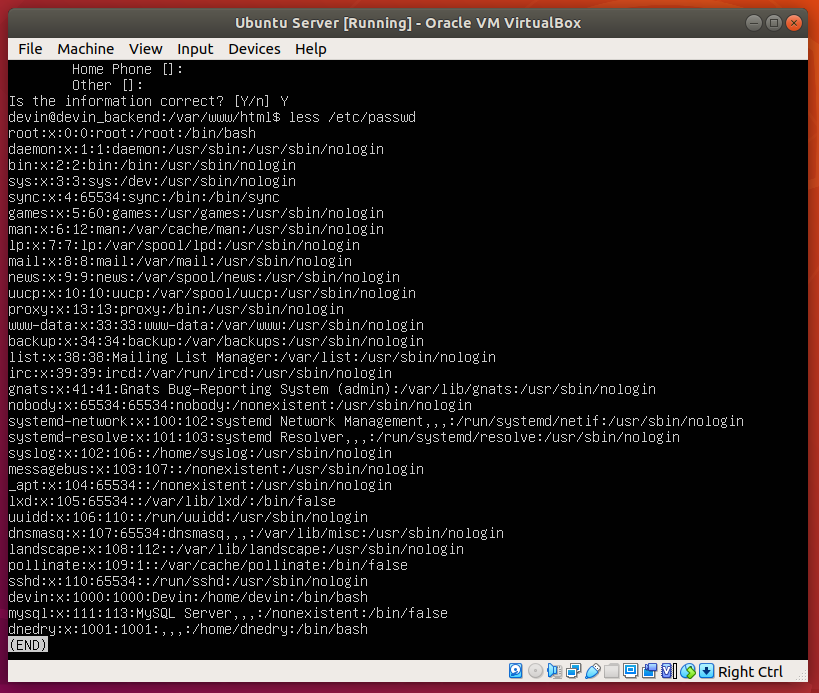 Ubuntu Server [Running] - Oracle VM VirtualBox
File Machine View Input Devices Help
Home Phone []:
Other []:
Is the information correct? [Y/n] Y
devin@devin_backend:/var/www/html$ less /etc/passwd
root:x:0:0:root:/root:/bin/bash
daemon:x:1:1:daemon:/usr/sbin:/usr/sbin/nologin
bin:x:2:2:bin:/bin:/usr/sbin/nologin
sys:x:3:3:sys:/dev:/usr/sbin/nologin
sync:x:4:65534:sync:/bin:/bin/sync
games:x:5:60:games:/usr/games:/usr/sbin/nologin
man:x:6:12:man:/var/cache/man:/usr/sbin/nologin
lp:x:7:7:lp:/var/spool/lpd:/usr/sbin/nologin
mail:x:8:8:mail:/var/mail:/usr/sbin/nologin
news:x:9:9:news:/var/spool/news:/usr/sbin/nologin
uucp:x:10:10:uucp:/var/spool/uucp:/usr/sbin/nologin
proxy:x:13:13:proxy:/bin:/usr/sbin/nologin
www-data:x:33:33:www-data:/var/www:/usr/sbin/nologin
backup:x:34:34:backup:/var/backups:/usr/sbin/nologin
list:x:38:38:Mailing List Manager:/var/list:/usr/sbin/nologin
irc:x:39:39:ircd:/var/run/ircd:/usr/sbin/nologin
gnats:x:41:41:Gnats Bug-Reporting System (admin):/var/lib/gnats:/usr/sbin/nologin
nobody:x:65534:65534:nobody:/nonexistent:/usr/sbin/nologin
systemd-network:x:100:102:systemd Network Management,,,:/run/systemd/netif:/usr/sbin/nologin
systemd-resolve:x:101:103:systemd Resolver,,,:/run/systemd/resolve:/usr/sbin/nologin
syslog:x:102:106::/home/syslog:/usr/sbin/nologin
messagebus:x:103:107::/nonexistent:/usr/sbin/nologin
_apt:x:104:65534::/nonexistent:/usr/sbin/nologin
lxd:x:105:65534::/var/lib/lxd/:/bin/false
uuidd:x:106:110::/run/uuidd:/usr/sbin/nologin
dnsmasq:x:107:65534:dnsmasq,,,:/var/lib/misc:/usr/sbin/nologin
landscape:x:108:112::/var/lib/landscape:/usr/sbin/nologin
pollinate:x:109:1::/var/cache/pollinate:/bin/false
sshd:x:110:65534::/run/sshd:/usr/sbin/nologin
devin:x:1000:1000:Devin:/home/devin:/bin/bash
mysql:x:111:113:MySQL Server,,,:/nonexistent:/bin/false
dnedry:x:1001:1001:,,,:/home/dnedry:/bin/bash
(END)
Right Ctrl